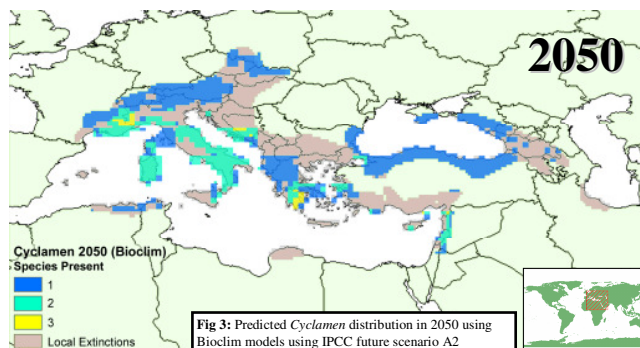 2050
Cyclamen 2050 (Bioclim)
Species Present
1
2
3
Local Extinctions
Fig 3: Predicted Cyclamen distribution in 2050 using
Bioclim models using IPCC future scenario A2